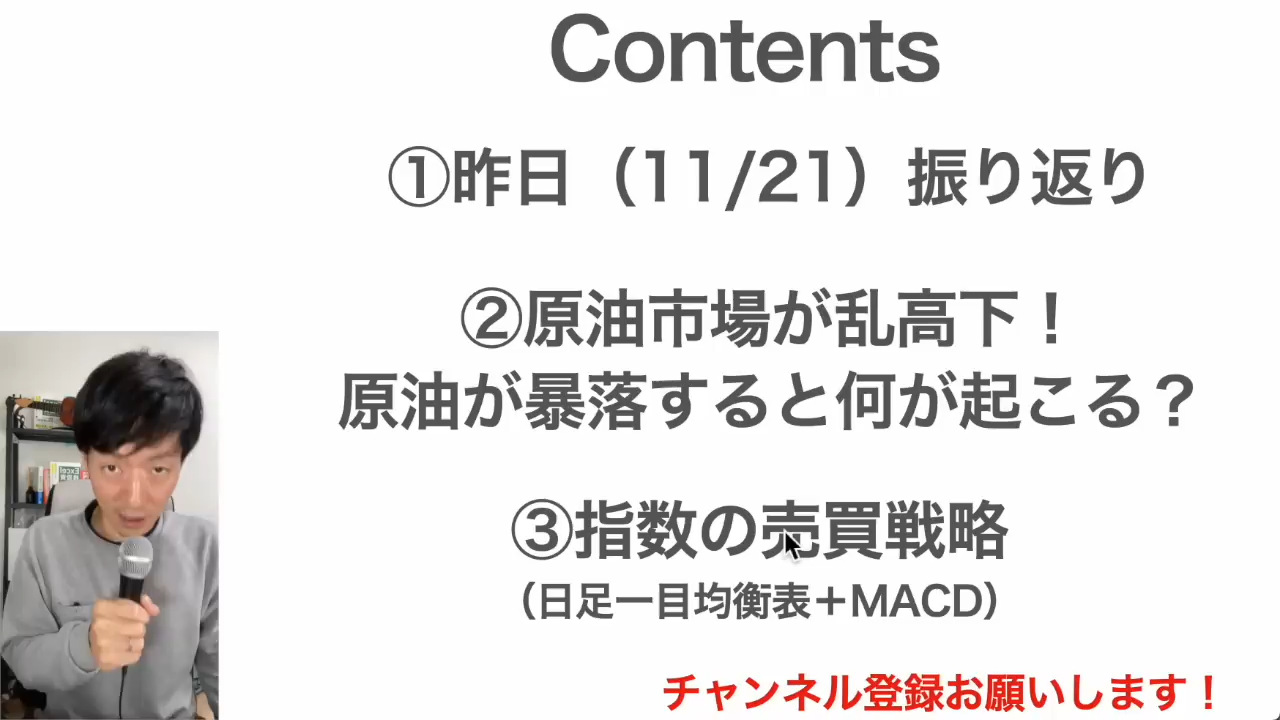 Contents
①昨日（11/21）振り返り
②原油市場が乱高下！
原油が暴落すると何が起こる？
③指数の売買戦略
（日足一目均衡表＋MACD）
チャンネル登録お願いします！